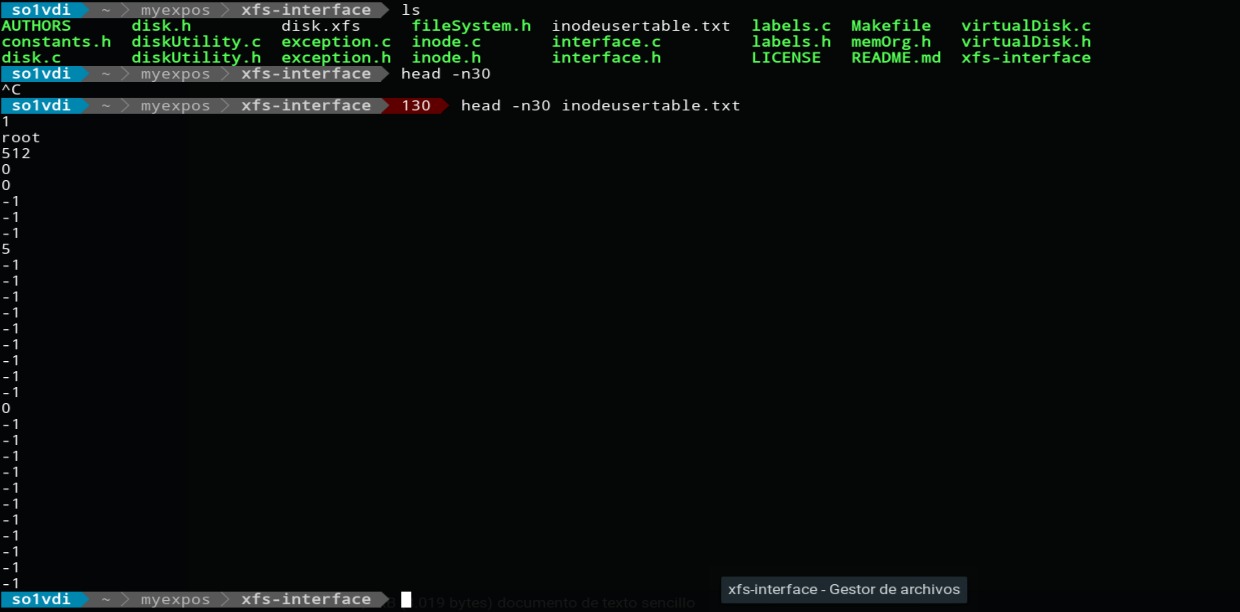 so1vdi ~ myexpos xfs-interface ls
AUTHORS disk.h disk.xfs fileSystem.h inodeusertable.txt labels.c Makefile virtualDisk.c
constants.h diskUtility.c exception.c inode.c interface.c labels.h memOrg.h virtualDisk.h
disk.c diskUtility.h exception.h inode.h interface.h LICENSE README.md xfs-interface
so1vdi ~ myexpos xfs-interface head -n30
^C
so1vdi ~ myexpos xfs-interface 130 head -n30 inodeusertable.txt
1
root
512
0
0
-1
-1
-1
5
-1
-1
-1
-1
-1
-1
-1
-1
-1
0
-1
-1
-1
-1
-1
-1
-1
-1
-1
-1
-1
xfs-interface - Gestor de archivos
so1vdi ~ myexpos xfs-interface 019 bytes) documento de texto sencillo